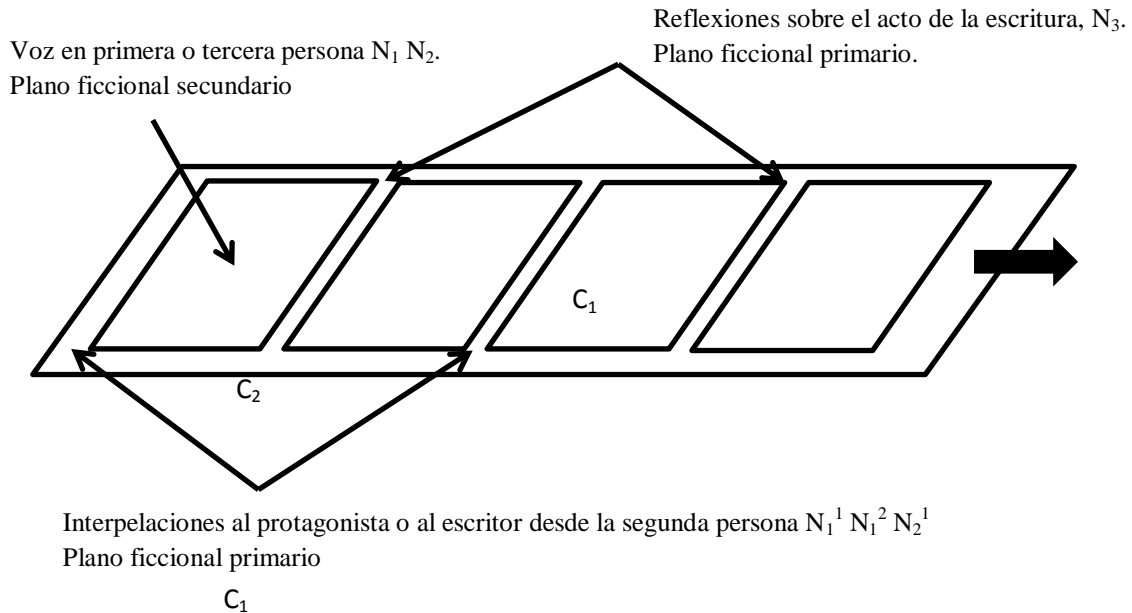 Reflexiones sobre el acto de la escritura, N₃.
Plano ficcional primario.
Voz en primera o tercera persona N₁ N₂.
Plano ficcional secundario
C₁
C₂
Interpelaciones al protagonista o al escritor desde la segunda persona N₁¹ N₁² N₂¹
Plano ficcional primario
C₁